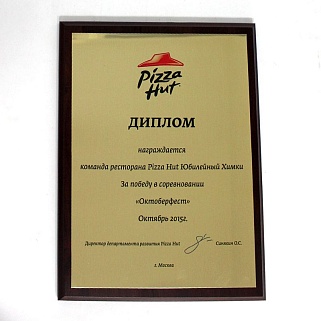 Pizza
Hut
ДИПЛОМ
награждается
команда ресторана Pizza Hut Юбилейный Химки
За победу в соревновании
«Октоберфест»
Октябрь 2015г.
Директор департамента развития Pizza Hut О.С.
г. Москва